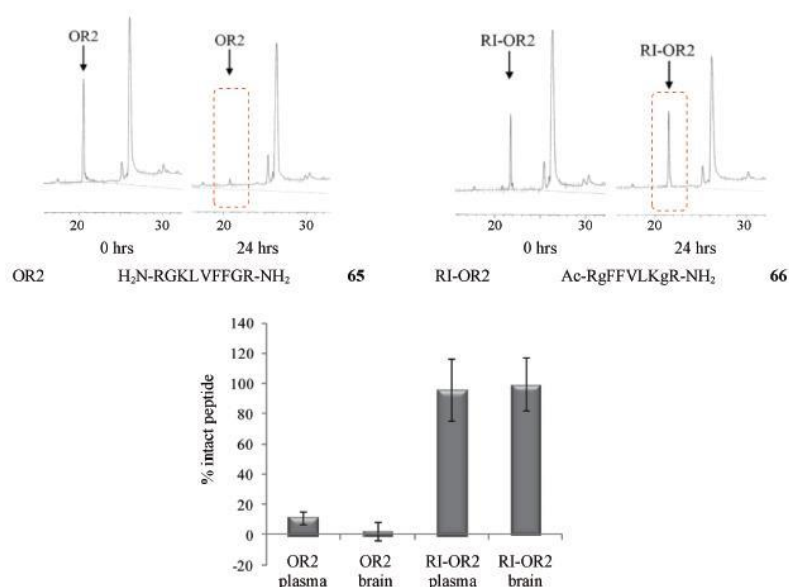 OR2
OR2
RI-OR2
RI-OR2
20 30 20 30 20 30 20 30
0 hrs 24 hrs 0 hrs 24 hrs
OR2 H₂N-RGKLVFFGR-NH₂ 65 RI-OR2 Ac-RgFFVLKgR-NH₂ 66
% intact peptide
140
120
100
80
60
40
20
0
-20
OR2 plasma
OR2 brain
RI-OR2 plasma
RI-OR2 brain